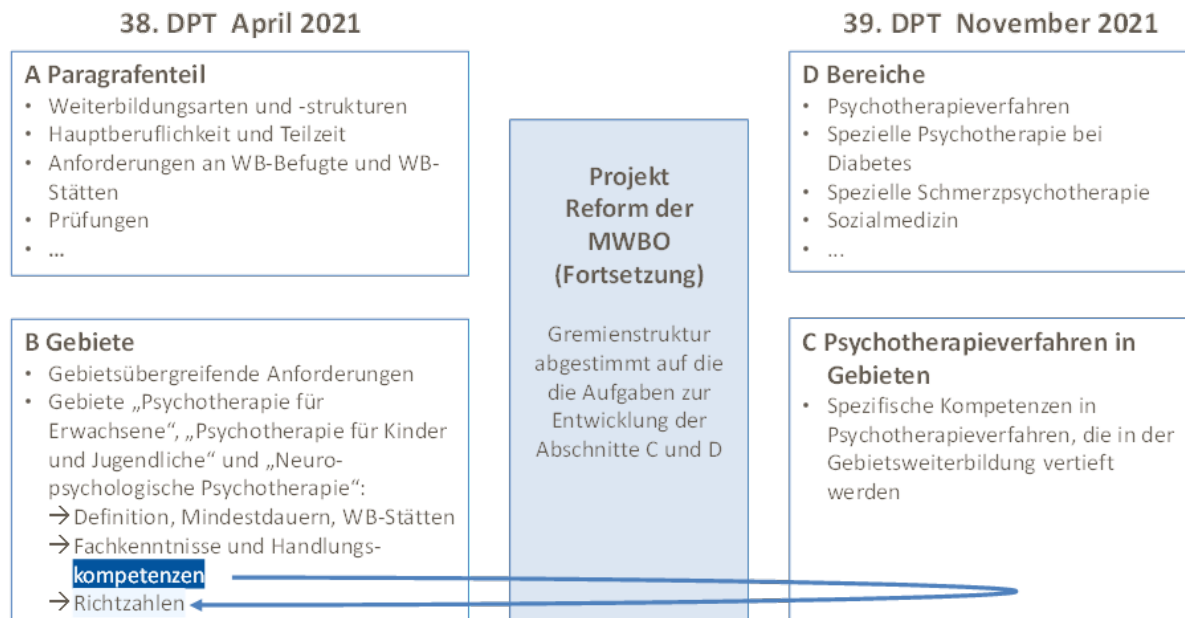 38. DPT April 2021
A Paragrafenteil
• Weiterbildungsarten und -strukturen
• Hauptberuflichkeit und Teilzeit
• Anforderungen an WB-Befugte und WB-
Stätten
• Prüfungen
• ...
B Gebiete
• Gebietsübergreifende Anforderungen
• Gebiete „Psychotherapie für
Erwachsene“, „Psychotherapie für Kinder
und Jugendliche“ und „Neuro-
psychologische Psychotherapie“:
→ Definition, Mindestdauern, WB-Stätten
→ Fachkenntnisse und Handlungs-
kompetenzen
→ Richtzahlen
Projekt
Reform der
MWBO
(Fortsetzung)
Gremienstruktur
abgestimmt auf die
die Aufgaben zur
Entwicklung der
Abschnitte C und D
39. DPT November 2021
D Bereiche
• Psychotherapieverfahren
• Spezielle Psychotherapie bei
Diabetes
• Spezielle Schmerzpsychotherapie
• Sozialmedizin
• ...
C Psychotherapieverfahren in
Gebieten
• Spezifische Kompetenzen in
Psychotherapieverfahren, die in der
Gebietsweiterbildung vertieft
werden